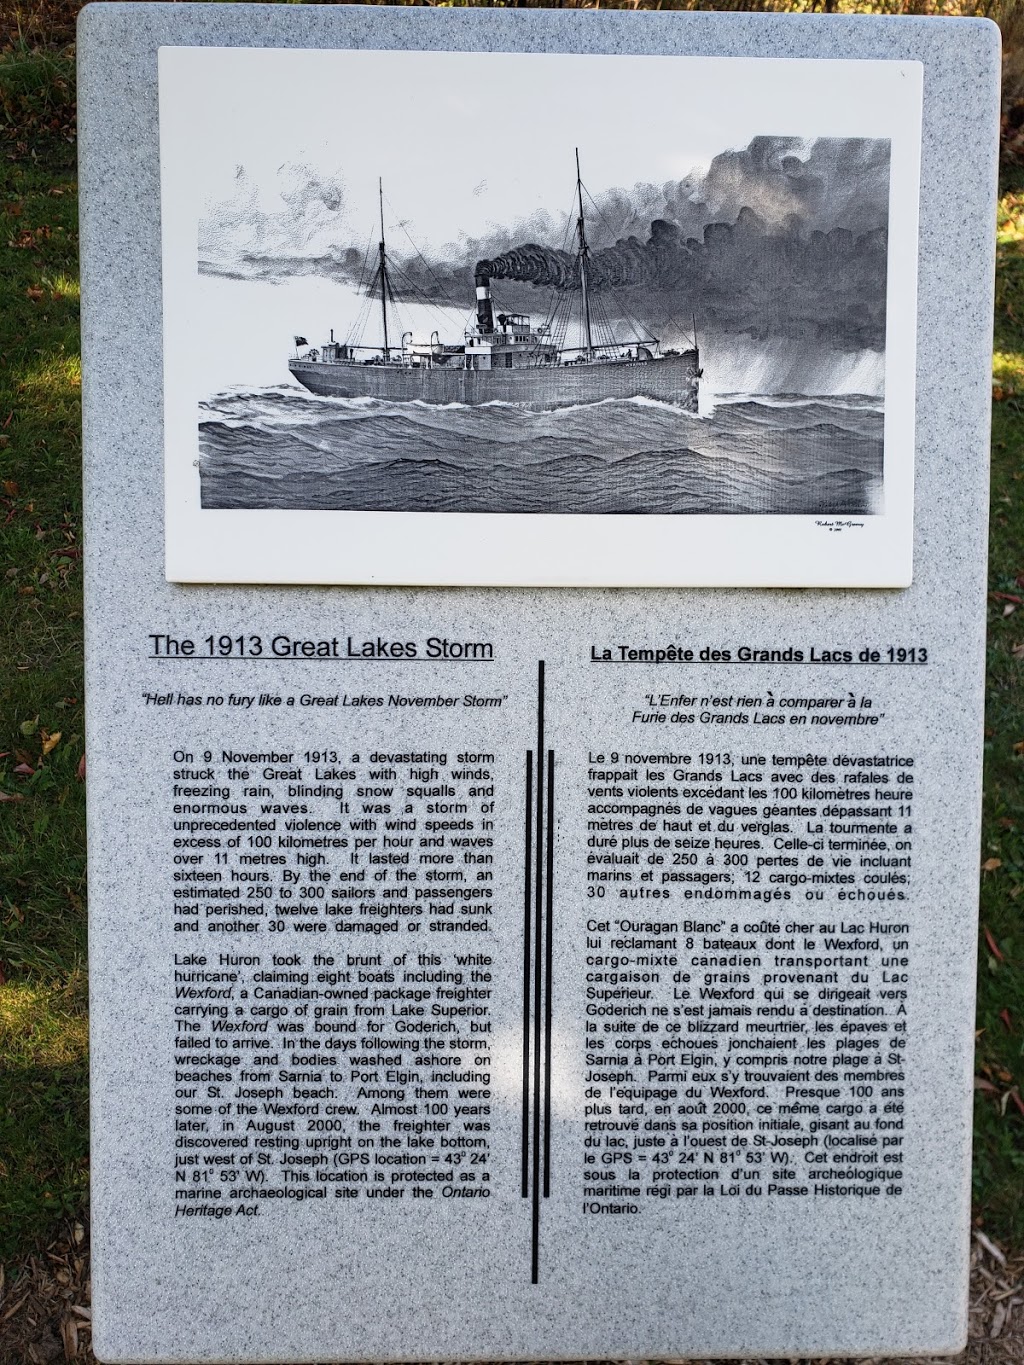 Robert McGreevy
The 1913 Great Lakes Storm
"Hell has no fury like a Great Lakes November Storm"
On 9 November 1913, a devastating storm
struck the Great Lakes with high winds,
freezing rain, blinding snow squalls and
enormous waves. It was a storm of
unprecedented violence with wind speeds in
excess of 100 kilometres per hour and waves
over 11 metres high. It lasted more than
sixteen hours. By the end of the storm, an
estimated 250 to 300 sailors and passengers
had perished, twelve lake freighters had sunk
and another 30 were damaged or stranded.
Lake Huron took the brunt of this 'white
hurricane', claiming eight boats including the
Wexford, a Canadian-owned package freighter
carrying a cargo of grain from Lake Superior.
The Wexford was bound for Goderich, but
failed to arrive. In the days following the storm,
wreckage and bodies washed ashore on
beaches from Sarnia to Port Elgin, including
our St. Joseph beach. Among them were
some of the Wexford crew. Almost 100 years
later, in August 2000, the freighter was
discovered resting upright on the lake bottom,
just west of St. Joseph (GPS location = 43° 24'
N 81° 53' W). This location is protected as a
marine archaeological site under the Ontario
Heritage Act.
La Tempête des Grands Lacs de 1913
"L'Enfer n'est rien à comparer à la
Furie des Grands Lacs en novembre"
Le 9 novembre 1913, une tempête dévastatrice
frappait les Grands Lacs avec des rafales de
vents violents excédant les 100 kilomètres heure
accompagnés de vagues géantes dépassant 11
mètres de haut et du verglas. La tourmente a
duré plus de seize heures. Celle-ci terminée, on
évaluait de 250 à 300 pertes de vie incluant
marins et passagers; 12 cargo-mixtes coulés;
30 autres endommagés ou échoués.
Cet "Ouragan Blanc" a coûté cher au Lac Huron
lui réclamant 8 bateaux dont le Wexford, un
cargo-mixte canadien transportant une
cargaison de grains provenant du Lac
Supérieur. Le Wexford qui se dirigeait vers
Goderich ne s'est jamais rendu à destination. À
la suite de ce blizzard meurtrier, les épaves et
les corps échoués jonchaient les plages de
Sarnia à Port Elgin, y compris notre plage à St-
Joseph. Parmi eux s'y trouvaient des membres
de l'équipage du Wexford. Presque 100 ans
plus tard, en août 2000, ce même cargo a été
retrouvé dans sa position initiale, gisant au fond
du lac, juste à l'ouest de St-Joseph (localisé par
le GPS = 43° 24' N 81° 53' W). Cet endroit est
sous la protection d'un site archéologique
maritime régi par la Loi du Passé Historique de
l'Ontario.